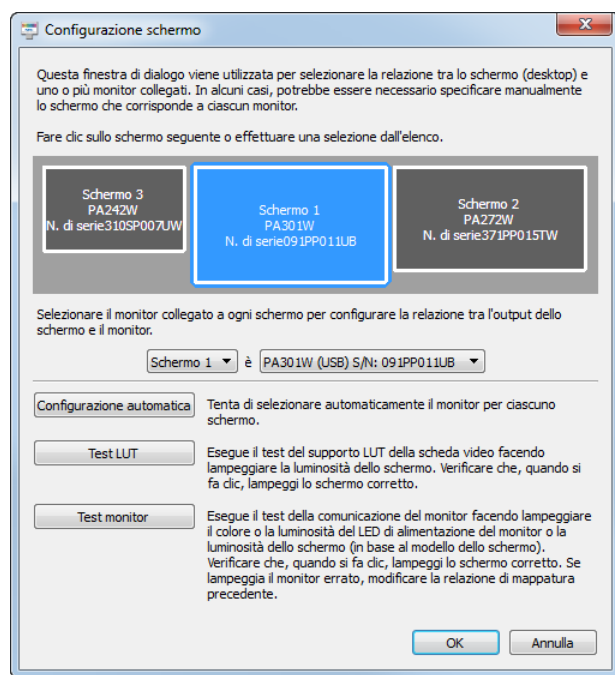 Configurazione schermo
Questa finestra di dialogo viene utilizzata per selezionare la relazione tra lo schermo (desktop) e
uno o più monitor collegati. In alcuni casi, potrebbe essere necessario specificare manualmente
lo schermo che corrisponde a ciascun monitor.
Fare clic sullo schermo seguente o effettuare una selezione dall'elenco.
Schermo 3
PA242W
N. di serie310SP007UW
Schermo 1
PA301W
N. di serie091PP011UB
Schermo 2
PA272W
N. di serie371PP015TW
Selezionare il monitor collegato a ogni schermo per configurare la relazione tra l'output dello
schermo e il monitor.
Schermo 1 è PA301W (USB) S/N: 091PP011UB
Configurazione automatica
Tenta di selezionare automaticamente il monitor per ciascuno
schermo.
Test LUT
Esegue il test del supporto LUT della scheda video facendo
lampeggiare la luminosità dello schermo. Verificare che, quando si
fa clic, lampeggi lo schermo corretto.
Test monitor
Esegue il test della comunicazione del monitor facendo lampeggiare
il colore o la luminosità del LED di alimentazione del monitor o la
luminosità dello schermo (in base al modello dello schermo).
Verificare che, quando si fa clic, lampeggi lo schermo corretto. Se
lampeggia il monitor errato, modificare la relazione di mappatura
precedente.
OK
Annulla